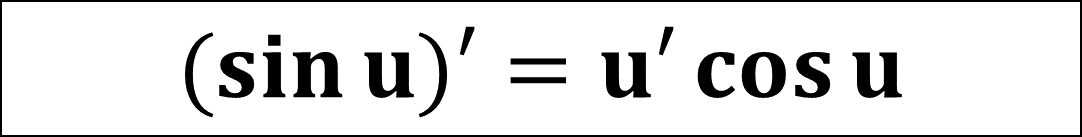 (sin u)′ = u′ cos u